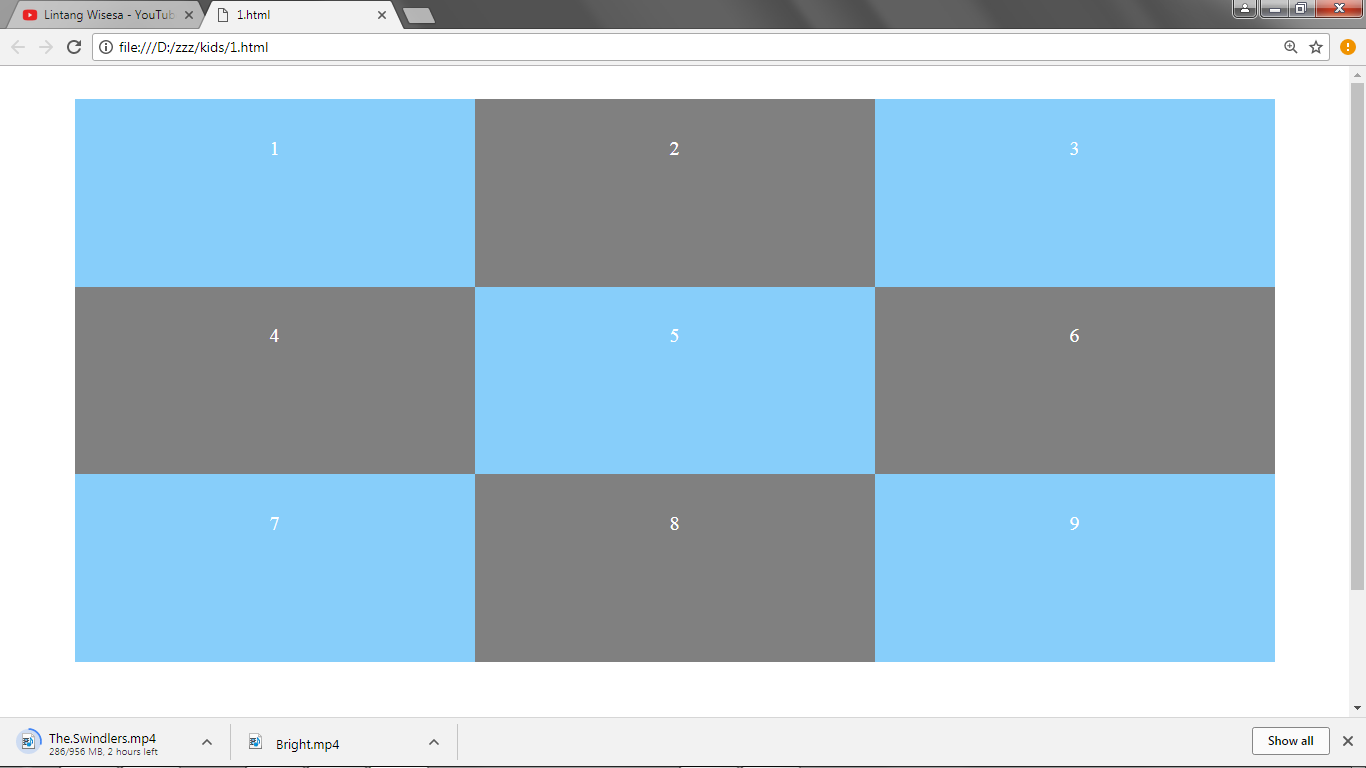 Lintang Wisesa - YouTub
1.html
file:///D:/zzz/kids/1.html
1 2 3
4 5 6
7 8 9
The.Swindlers.mp4
286/956 MB, 2 hours left
Bright.mp4
Show all